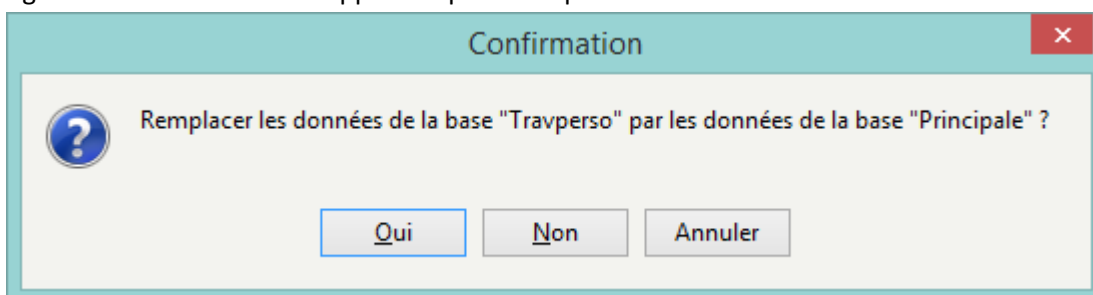 Confirmation
Remplacer les données de la base "Travperso" par les données de la base "Principale" ?
Oui
Non
Annuler